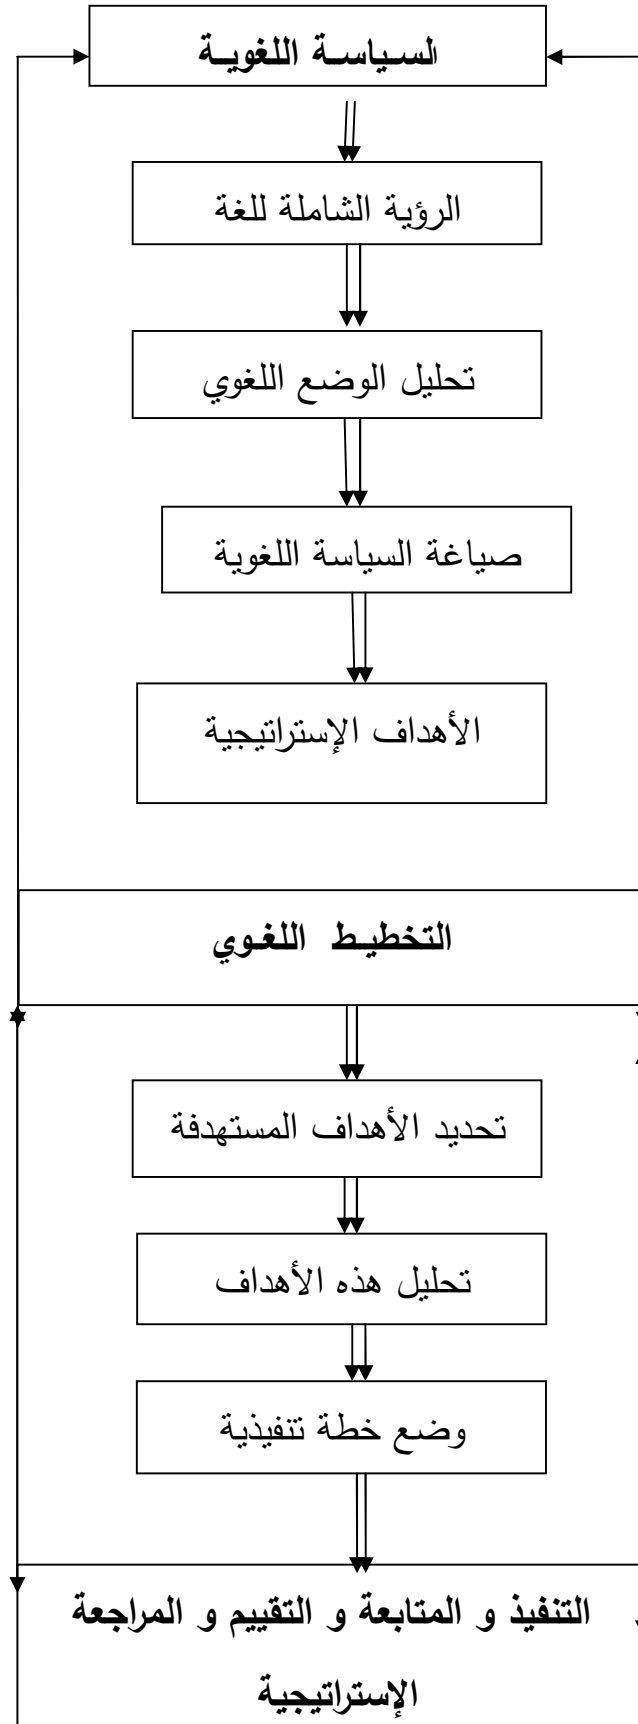 السياسة اللغوية
الرؤية الشاملة للغة
تحليل الوضع اللغوي
صياغة السياسة اللغوية
الأهداف الإستراتيجية
التخطيط اللغوي
تحديد الأهداف المستهدفة
تحليل هذه الأهداف
وضع خطة تنفيذية
التنفيذ و المتابعة و التقييم و المراجعة
الإستراتيجية